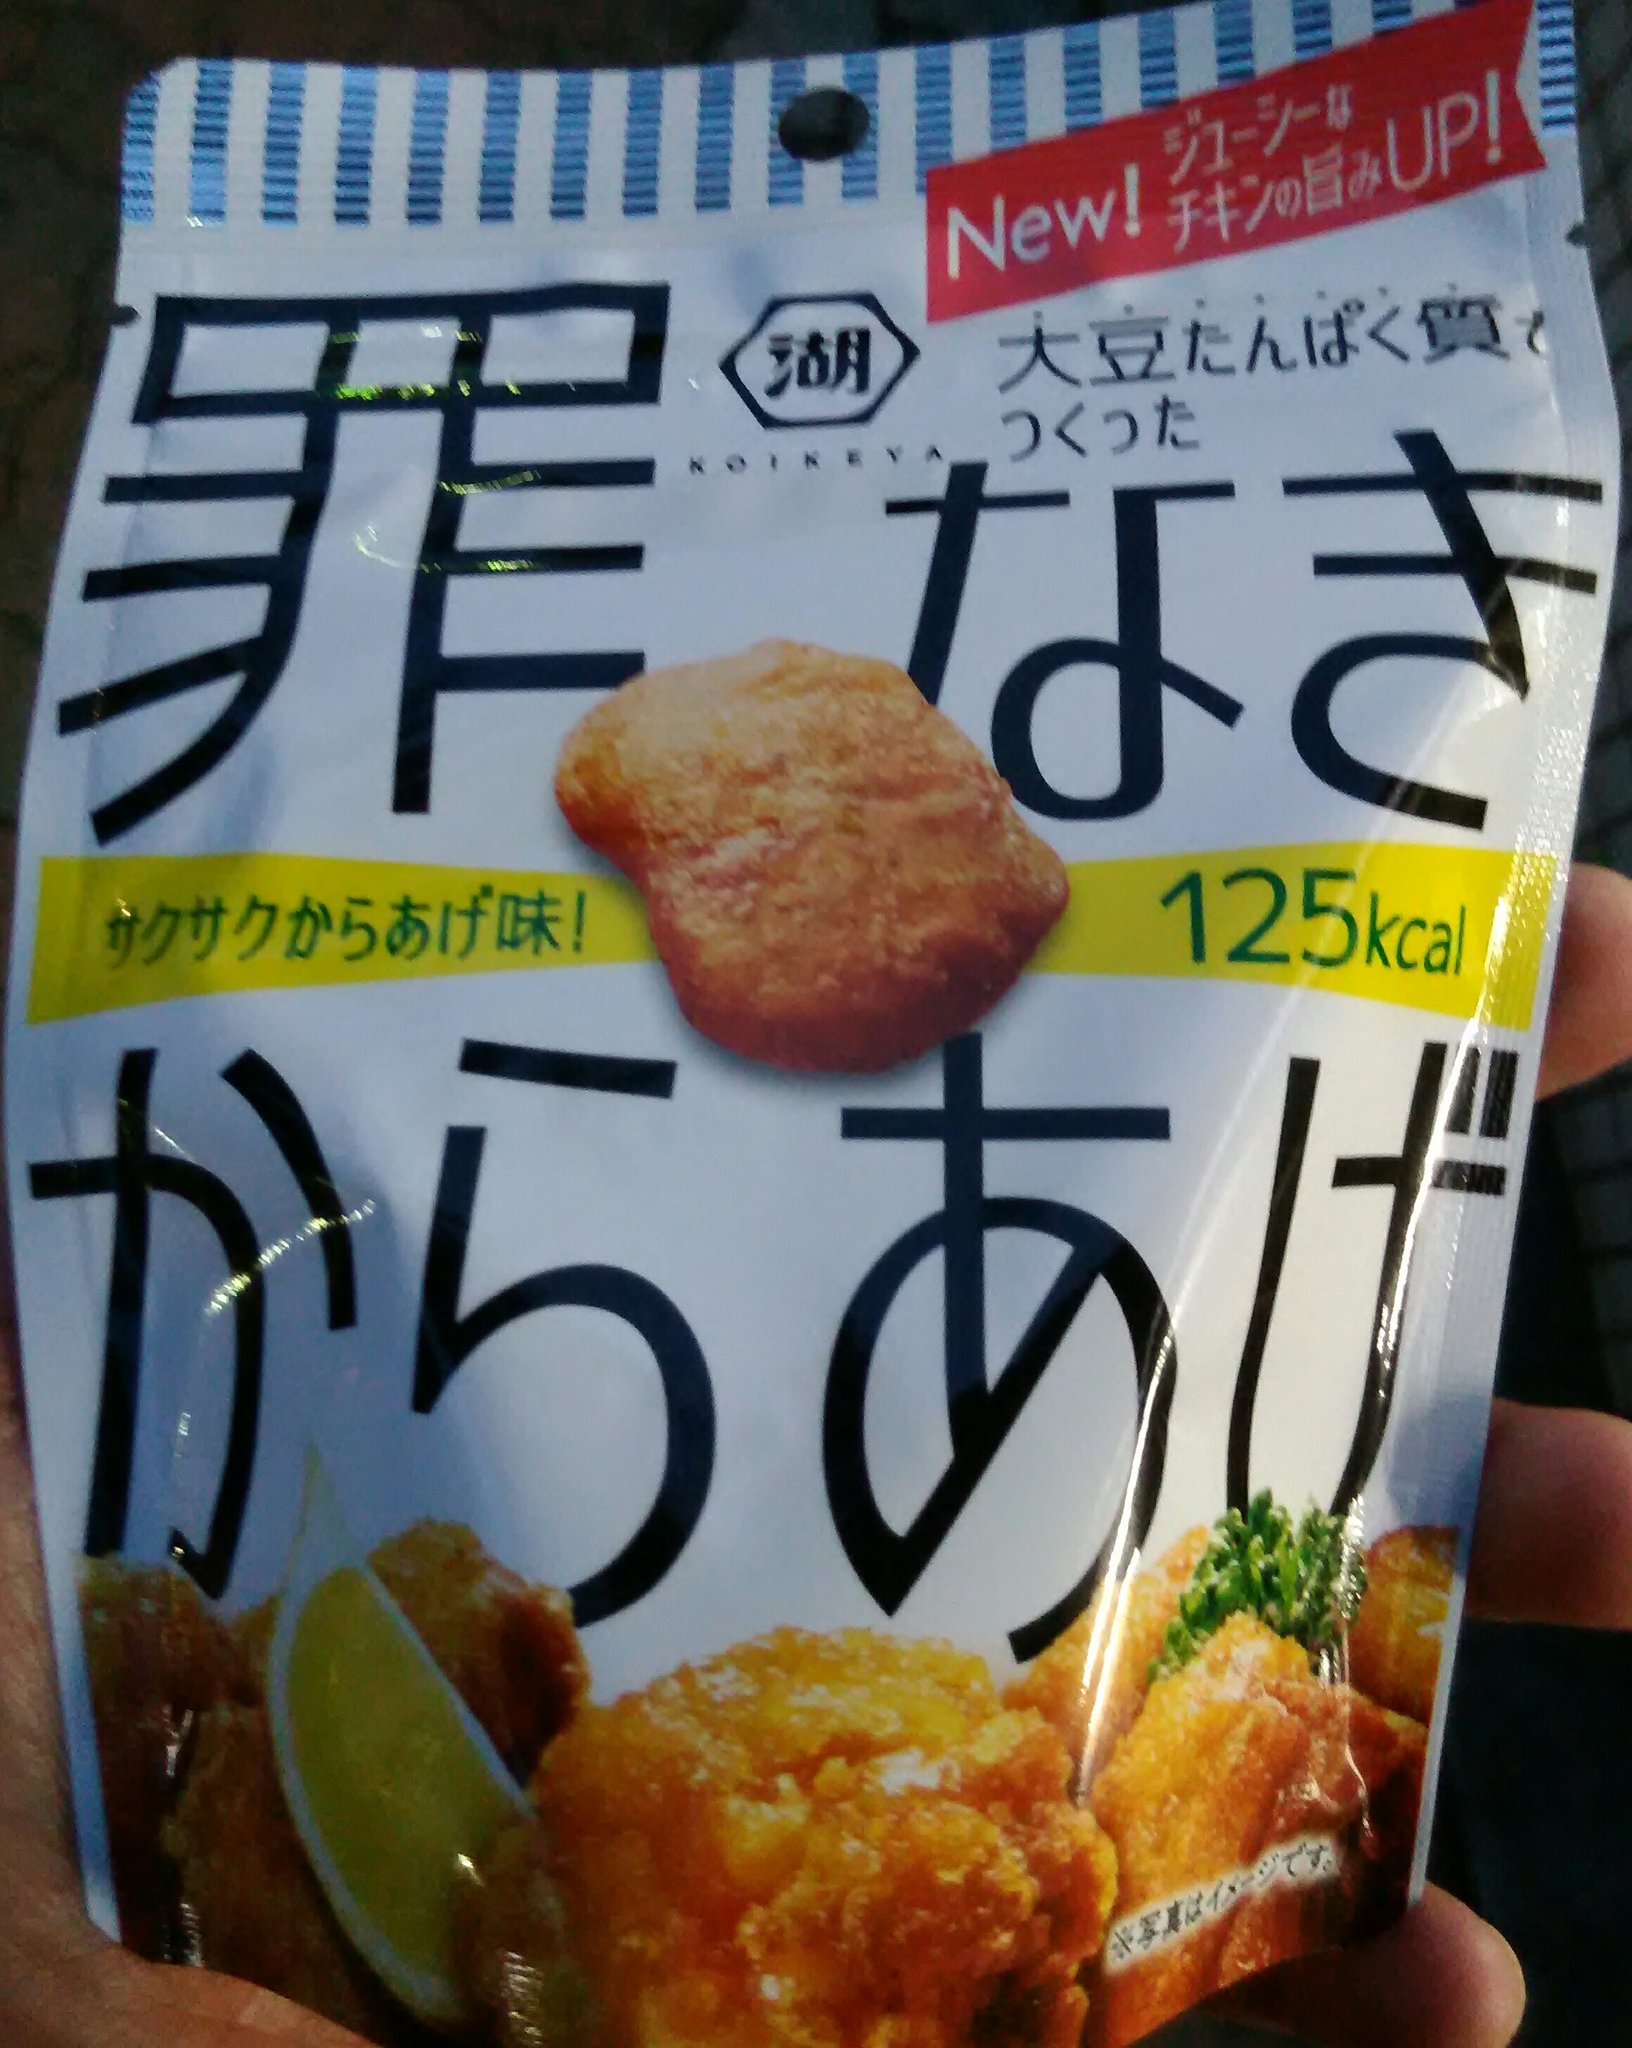 New! ジューシーな
チキンの旨みUP!
湖
KOIKEYA
大豆たんぱく質で
つくった
罪なき
サクサクからあげ味!
125kcal
からあげ
※写真はイメージです。